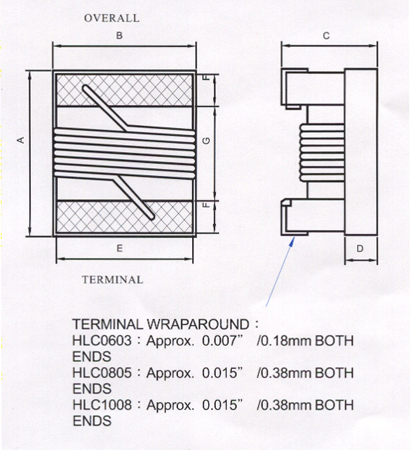 OVERALL
B
C
F
A
G
F
E
D
TERMINAL
TERMINAL WRAPAROUND：
HLC0603：Approx. 0.007” /0.18mm BOTH
ENDS
HLC0805：Approx. 0.015” /0.38mm BOTH
ENDS
HLC1008：Approx. 0.015” /0.38mm BOTH
ENDS